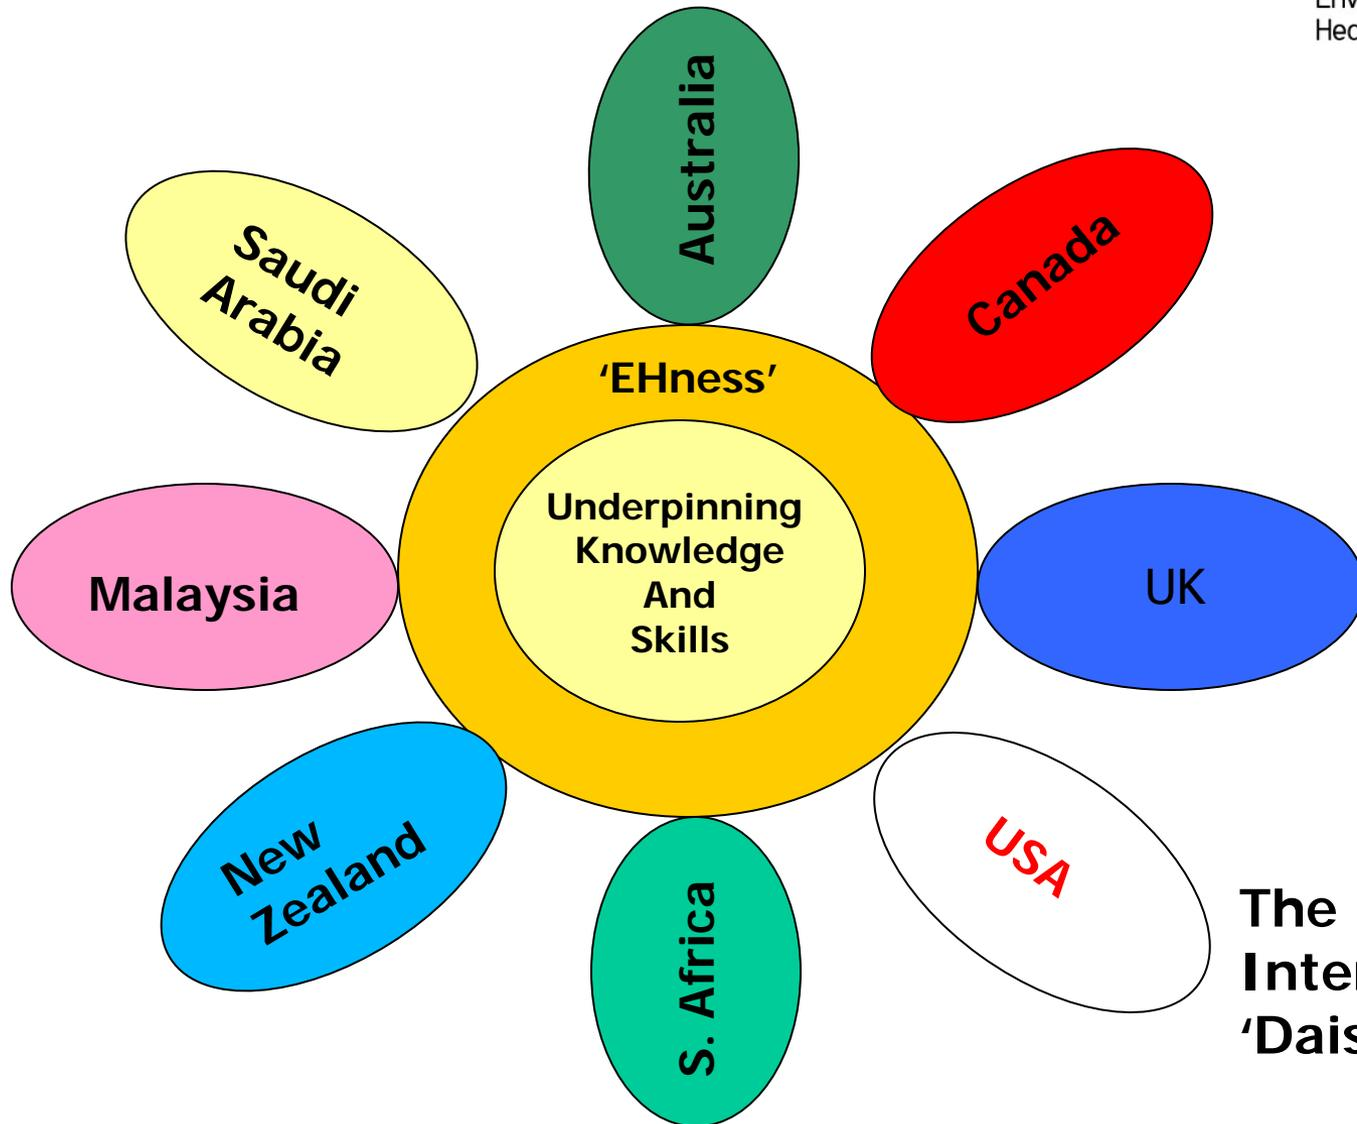 Australia
Canada
Saudi
Arabia
‘EHness’
Underpinning
Knowledge
And
Skills
Malaysia
UK
New
Zealand
USA
S. Africa
The
‘